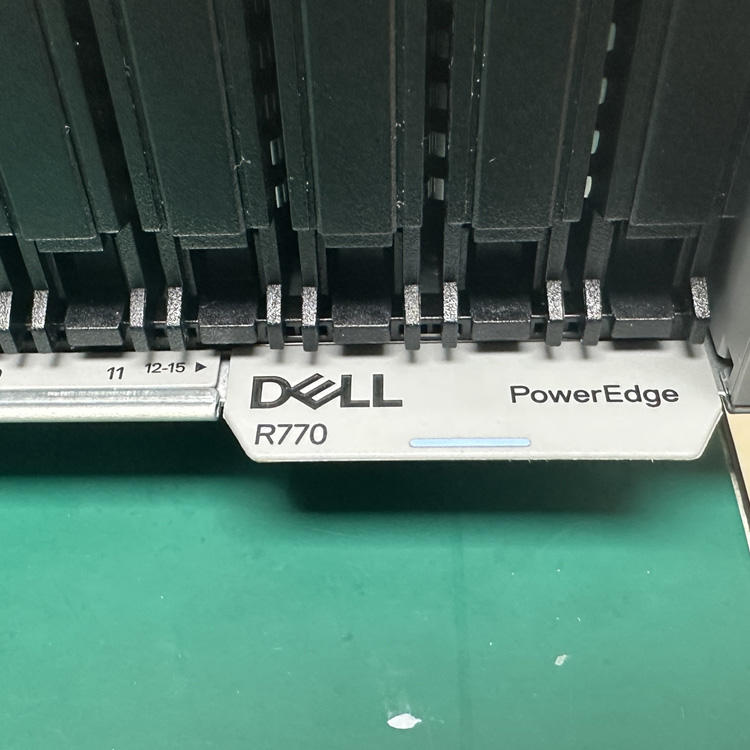 11 12-15 ▶
DELL
PowerEdge
R770